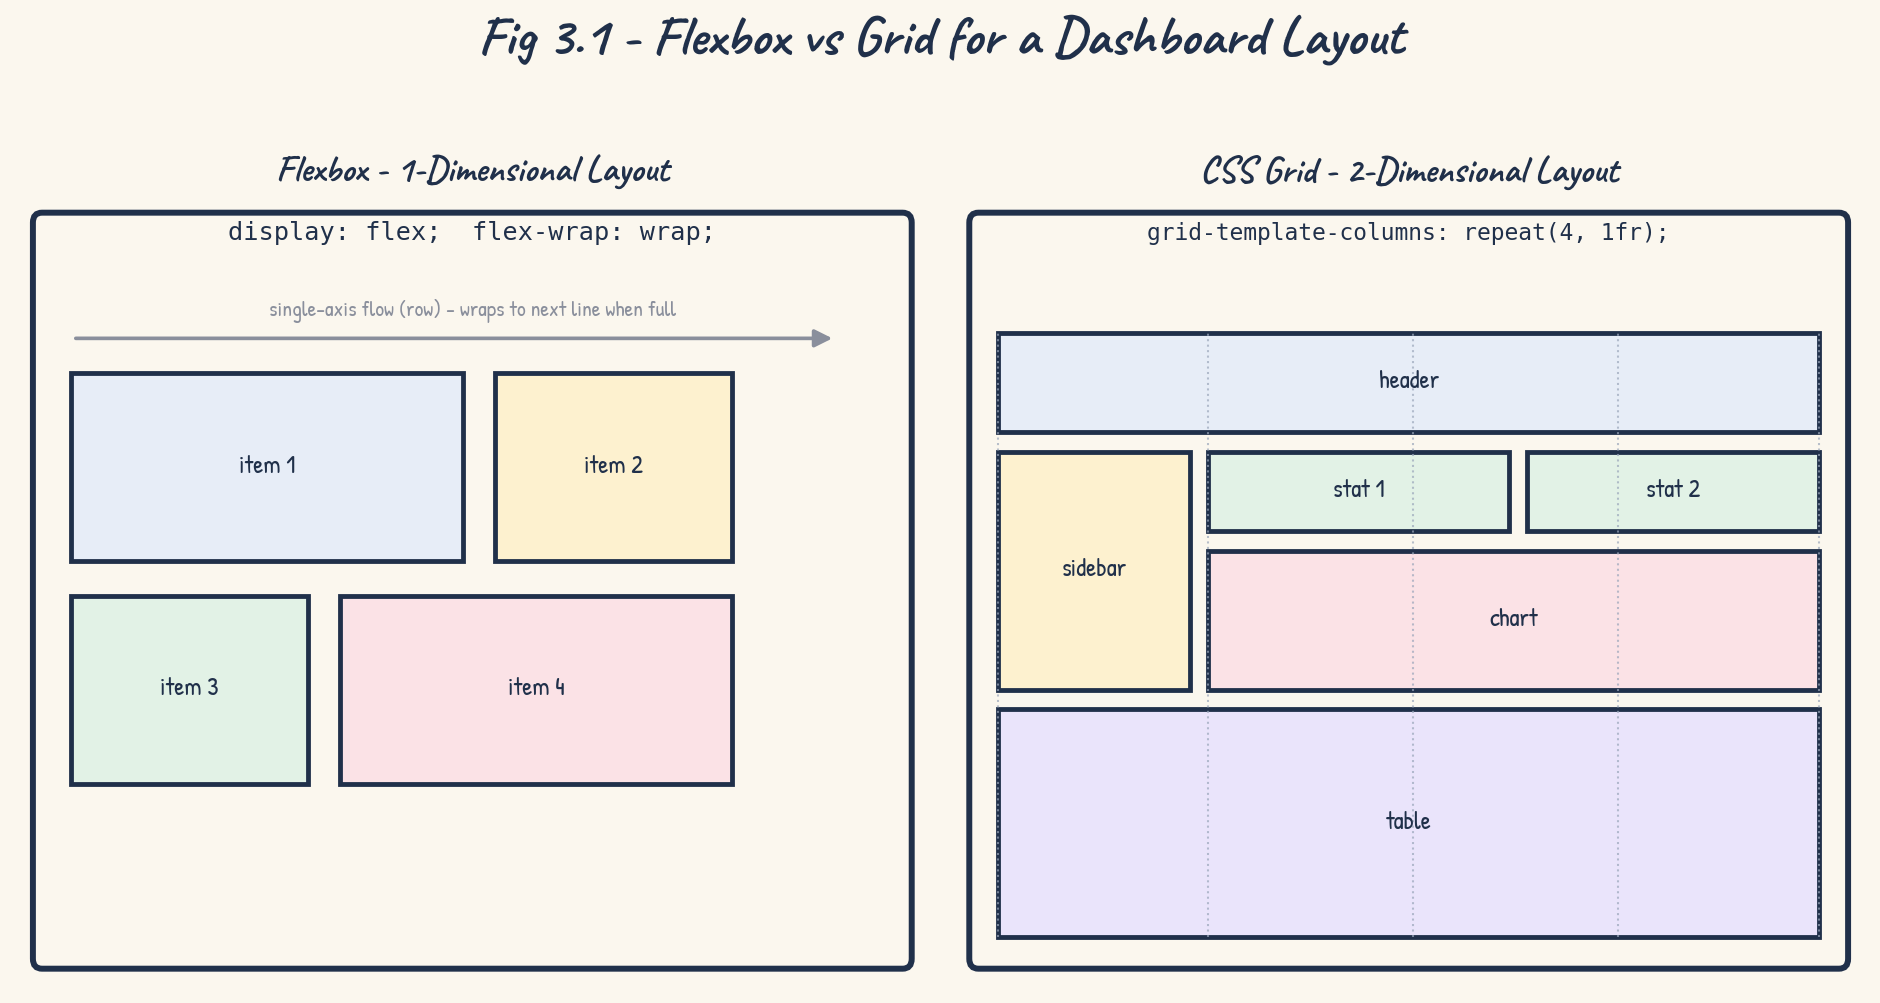 Fig 3.1 - Flexbox vs Grid for a Dashboard Layout
Flexbox - 1-Dimensional Layout
display: flex;  flex-wrap: wrap;
single-axis flow (row) - wraps to next line when full
item 1
item 2
item 3
item 4
CSS Grid - 2-Dimensional Layout
grid-template-columns: repeat(4, 1fr);
header
sidebar
stat 1
stat 2
chart
table